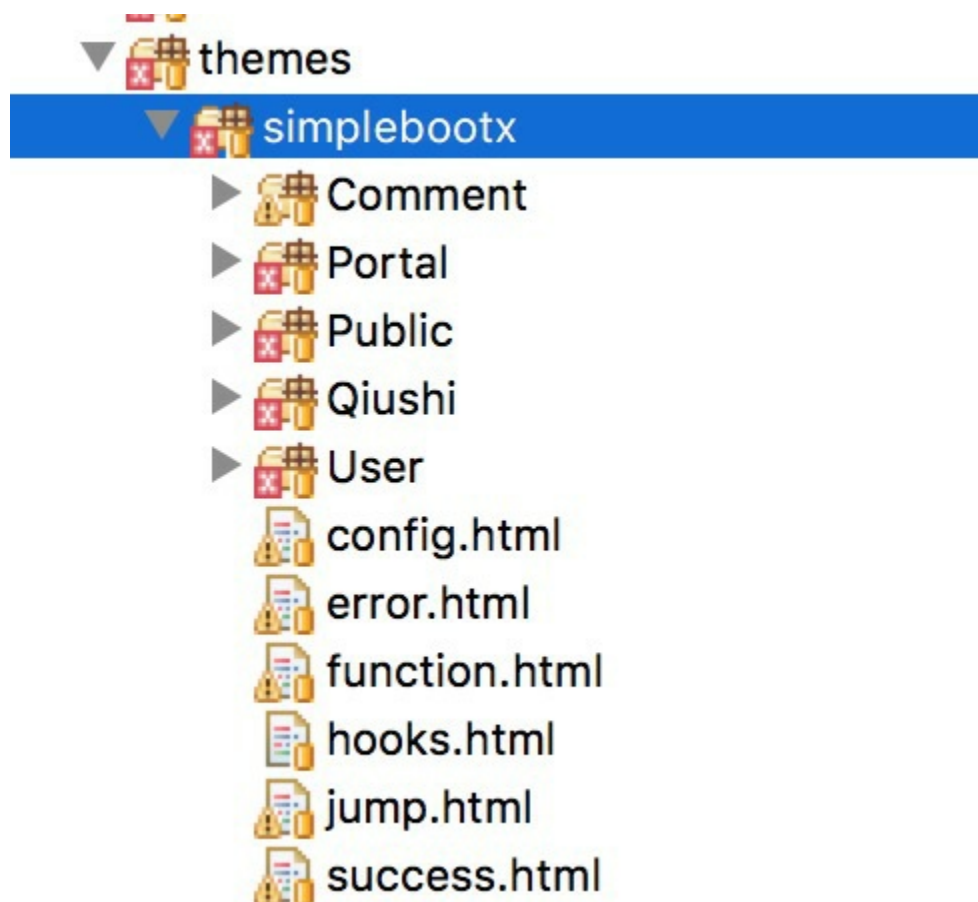 themes
simplebootx
Comment
Portal
Public
Qiushi
User
config.html
error.html
function.html
hooks.html
jump.html
success.html